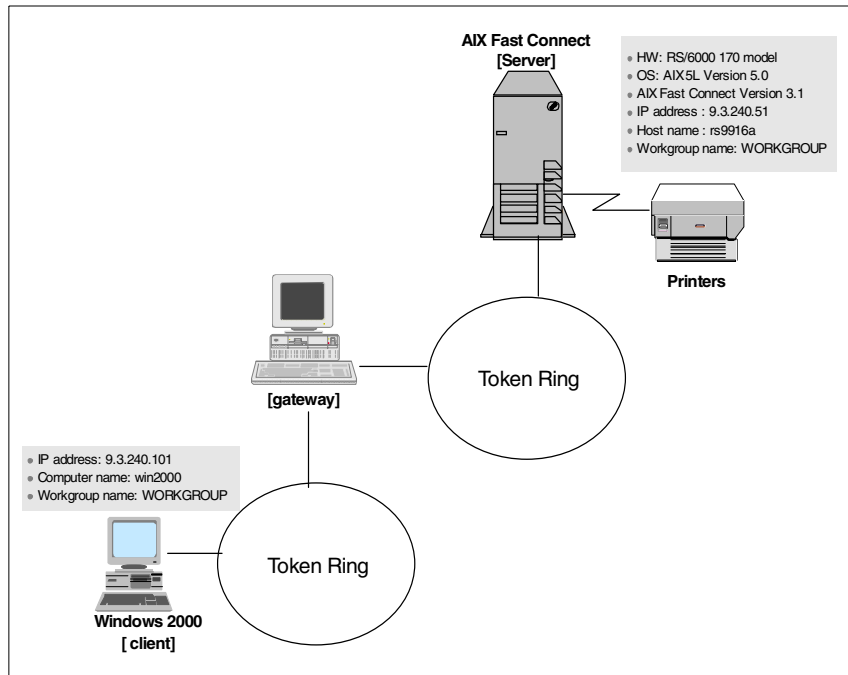 AIX Fast Connect
[Server]
• HW: RS/6000 170 model
• OS: AIX5L Version 5.0
• AIX Fast Connect Version 3.1
• IP address : 9.3.240.51
• Host name : rs9916a
• Workgroup name: WORKGROUP
Printers
[gateway]
Token Ring
• IP address: 9.3.240.101
• Computer name: win2000
• Workgroup name: WORKGROUP
Token Ring
Windows 2000
[ client]